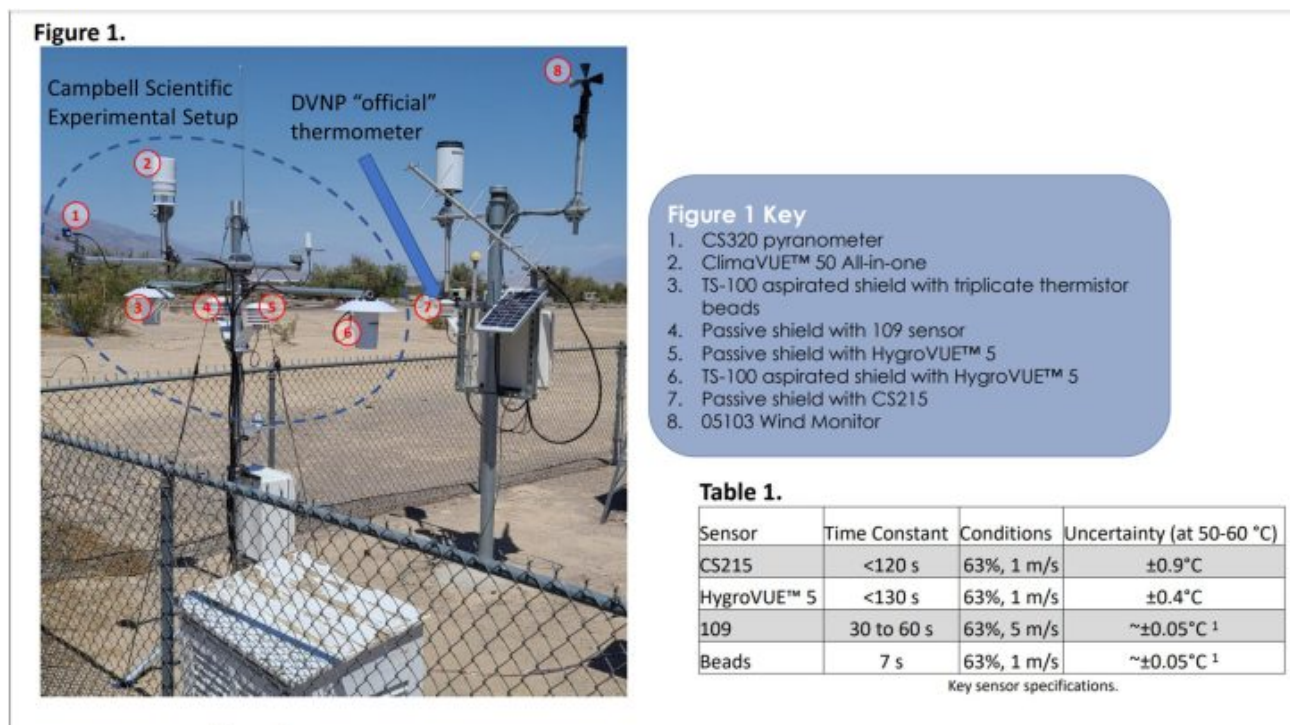 Figure 1.
Campbell Scientific
Experimental Setup
DVNP “official”
thermometer
8
2
1
3
4
5
6
7
Figure 1 Key
1. CS320 pyranometer
2. ClimaVUE™ 50 All-in-one
3. TS-100 aspirated shield with triplicate thermistor
beads
4. Passive shield with 109 sensor
5. Passive shield with HygroVUE™ 5
6. TS-100 aspirated shield with HygroVUE™ 5
7. Passive shield with CS215
8. 05103 Wind Monitor
Table 1.
Sensor Time Constant Conditions Uncertainty (at 50-60 °C)
CS215 <120 s 63%, 1 m/s ±0.9°C
HygroVUE™ 5 <130 s 63%, 1 m/s ±0.4°C
109 30 to 60 s 63%, 5 m/s ~±0.05°C ¹
Beads 7 s 63%, 1 m/s ~±0.05°C ¹
Key sensor specifications.